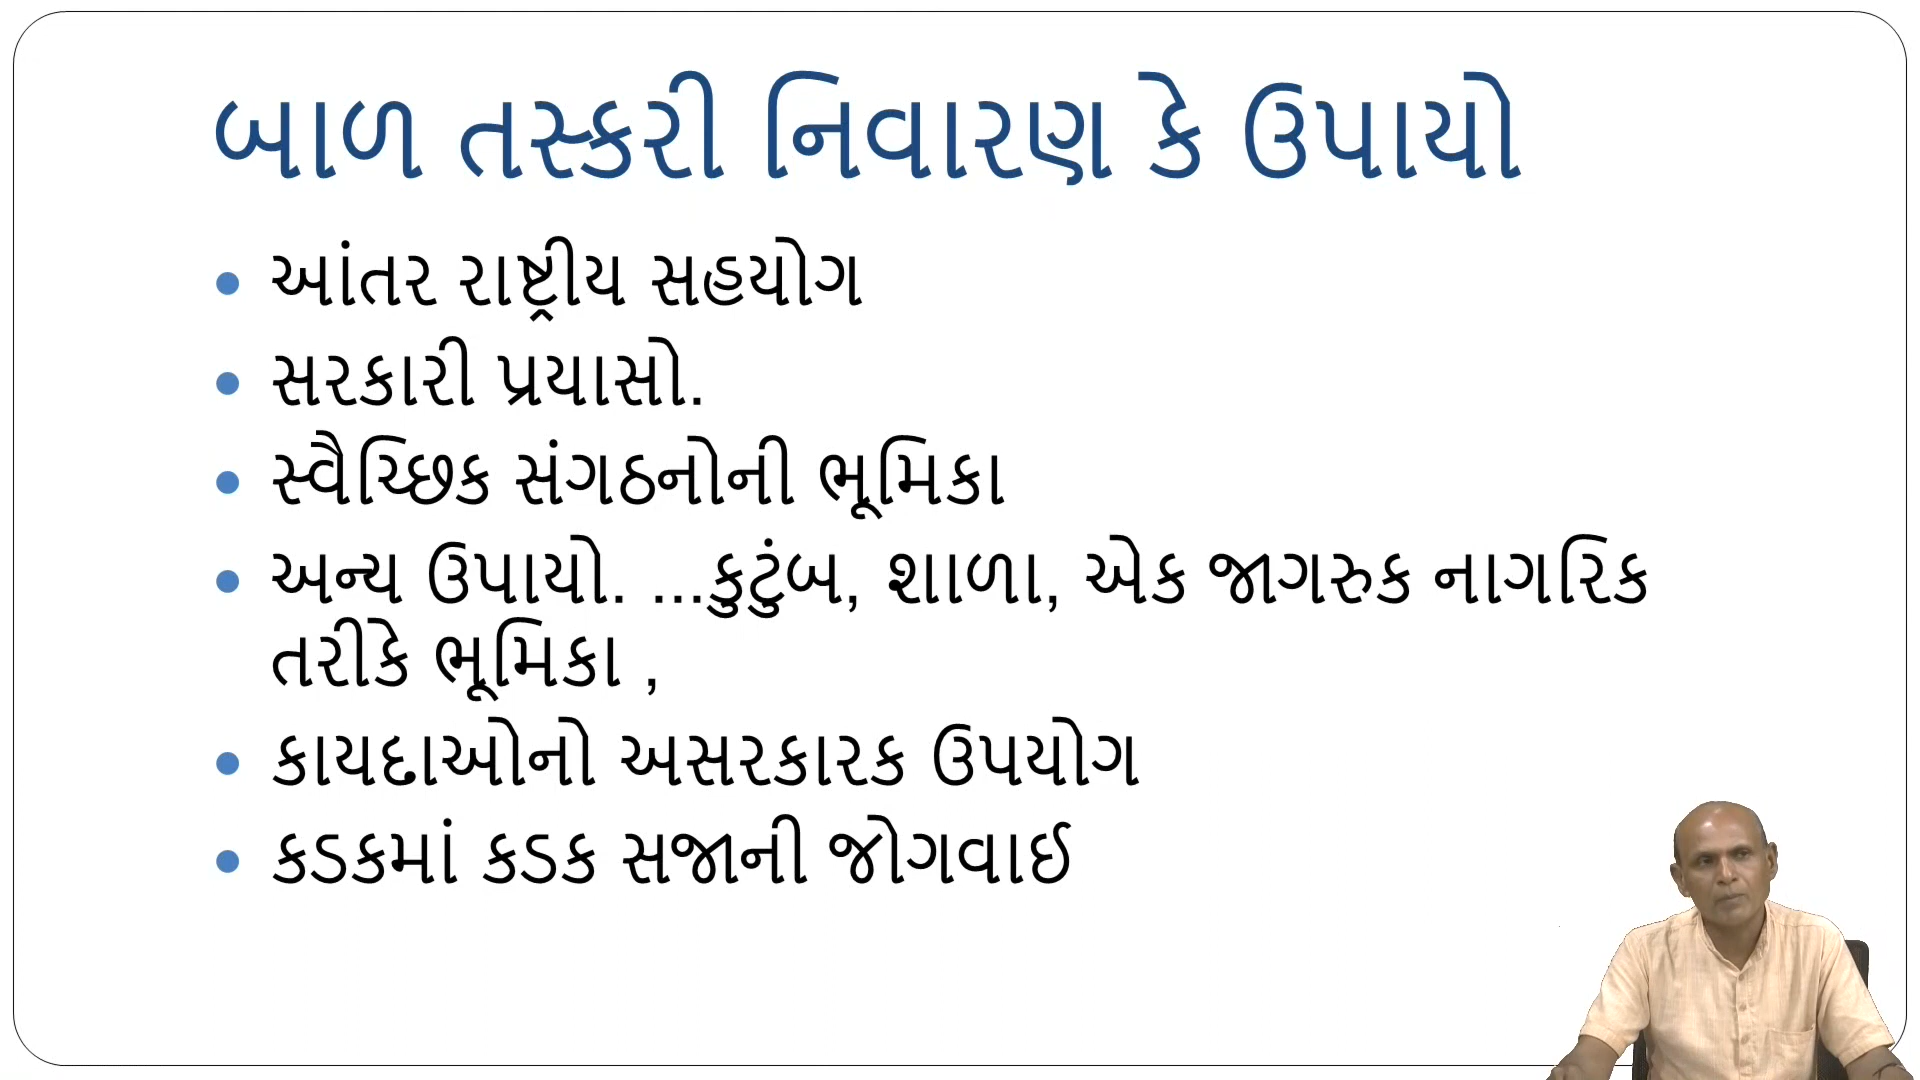 બાળ તસ્કરી નિવારણ કે ઉપાયો
• આંતર રાષ્ટ્રીય સહયોગ
• સરકારી પ્રયાસો.
• સ્વૈચ્છિક સંગઠનોની ભૂમિકા
• અન્ય ઉપાયો. ...કુટુંબ, શાળા, એક જાગરુક નાગરિક
તરીકે ભૂમિકા ,
• કાયદાઓનો અસરકારક ઉપયોગ
• કડકમાં કડક સજાની જોગવાઈ